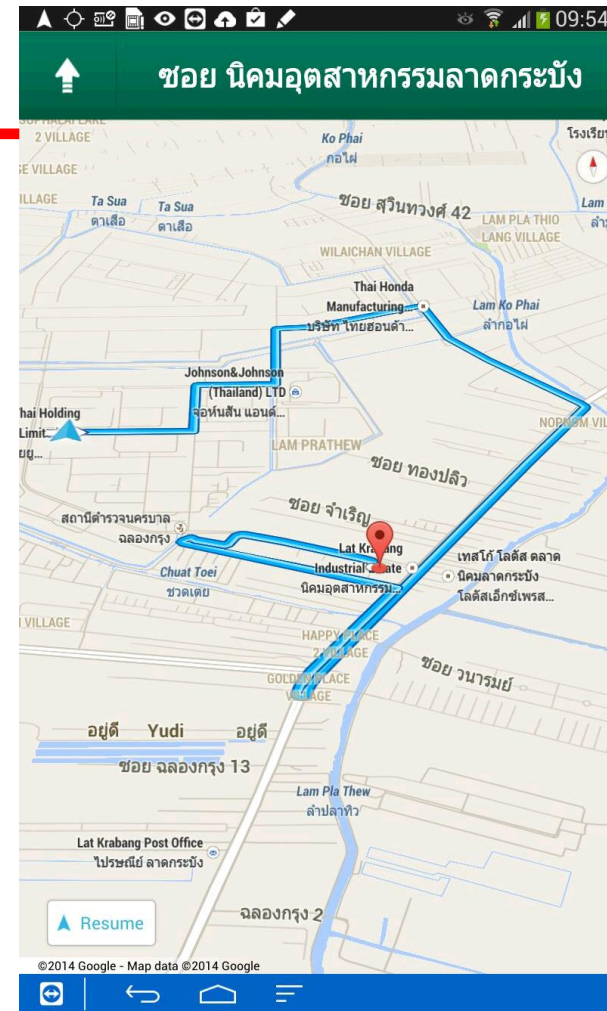 09:54
ซอย นิคมอุตสาหกรรมลาดกระบัง
2 VILLAGE
Ko Phai
กอไผ่
โรงเรียน
E VILLAGE
ILLAGE
Ta Sua
ตาเสือ
Ta Sua
ตาเสือ
ซอย สุวินทวงศ์ 42
LAM PLA THIO
LANG VILLAGE
Lam
WILAICHAN VILLAGE
Thai Honda
Manufacturing...
บริษัท ไทยฮอนด้า...
Lam Ko Phai
ลำกอไผ่
Johnson&Johnson
(Thailand) LTD
จอห์นสัน แอนด์...
hai Holding
Limit...
LAM PRATHEW
ซอย ทองปลิว
ซอย จำเริญ
สถานีตำรวจนครบาล
ฉลองกรุง
Chuat Toei
ชวดเตย
Lat Krabang
Industrial Estate
นิคมอุตสาหกรรม...
เทสโก้ โลตัส ตลาด
นิคมลาดกระบัง
โลตัสเอ็กซ์เพรส...
VILLAGE
HAPPY PLACE
2 VILLAGE
GOLDEN PLACE
VILLAGE
ซอย วนารมย์
อยู่ดี Yudi อยู่ดี
ซอย ฉลองกรุง 13
Lam Pla Thew
ลำปลาทิว
Lat Krabang Post Office
ไปรษณีย์ ลาดกระบัง
Resume
ฉลองกรุง 2
©2014 Google - Map data ©2014 Google